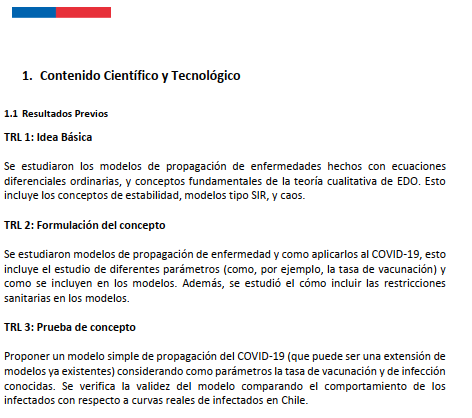 1. Contenido Científico y Tecnológico
1.1 Resultados Previos
TRL 1: Idea Básica
Se estudiaron los modelos de propagación de enfermedades hechos con ecuaciones
diferenciales ordinarias, y conceptos fundamentales de la teoría cualitativa de EDO. Esto
incluye los conceptos de estabilidad, modelos tipo SIR, y caos.
TRL 2: Formulación del concepto
Se estudiaron modelos de propagación de enfermedad y como aplicarlos al COVID-19, esto
incluye el estudio de diferentes parámetros (como, por ejemplo, la tasa de vacunación) y
como se incluyen en los modelos. Además, se estudió el cómo incluir las restricciones
sanitarias en los modelos.
TRL 3: Prueba de concepto
Proponer un modelo simple de propagación del COVID-19 (que puede ser una extensión de
modelos ya existentes) considerando como parámetros la tasa de vacunación y de infección
conocidas. Se verifica la validez del modelo comparando el comportamiento de los
infectados con respecto a curvas reales de infectados en Chile.